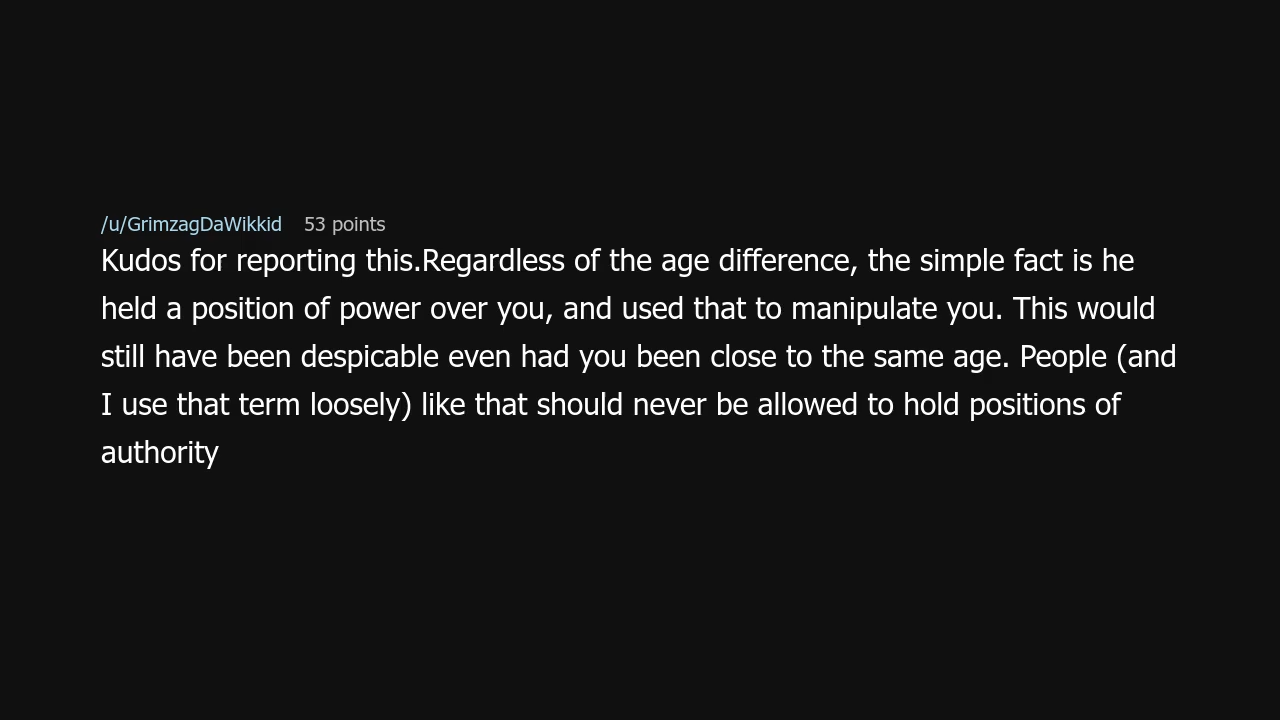 /u/GrimzagDaWikkid 53 points
Kudos for reporting this.Regardless of the age difference, the simple fact is he
held a position of power over you, and used that to manipulate you. This would
still have been despicable even had you been close to the same age. People (and
I use that term loosely) like that should never be allowed to hold positions of
authority